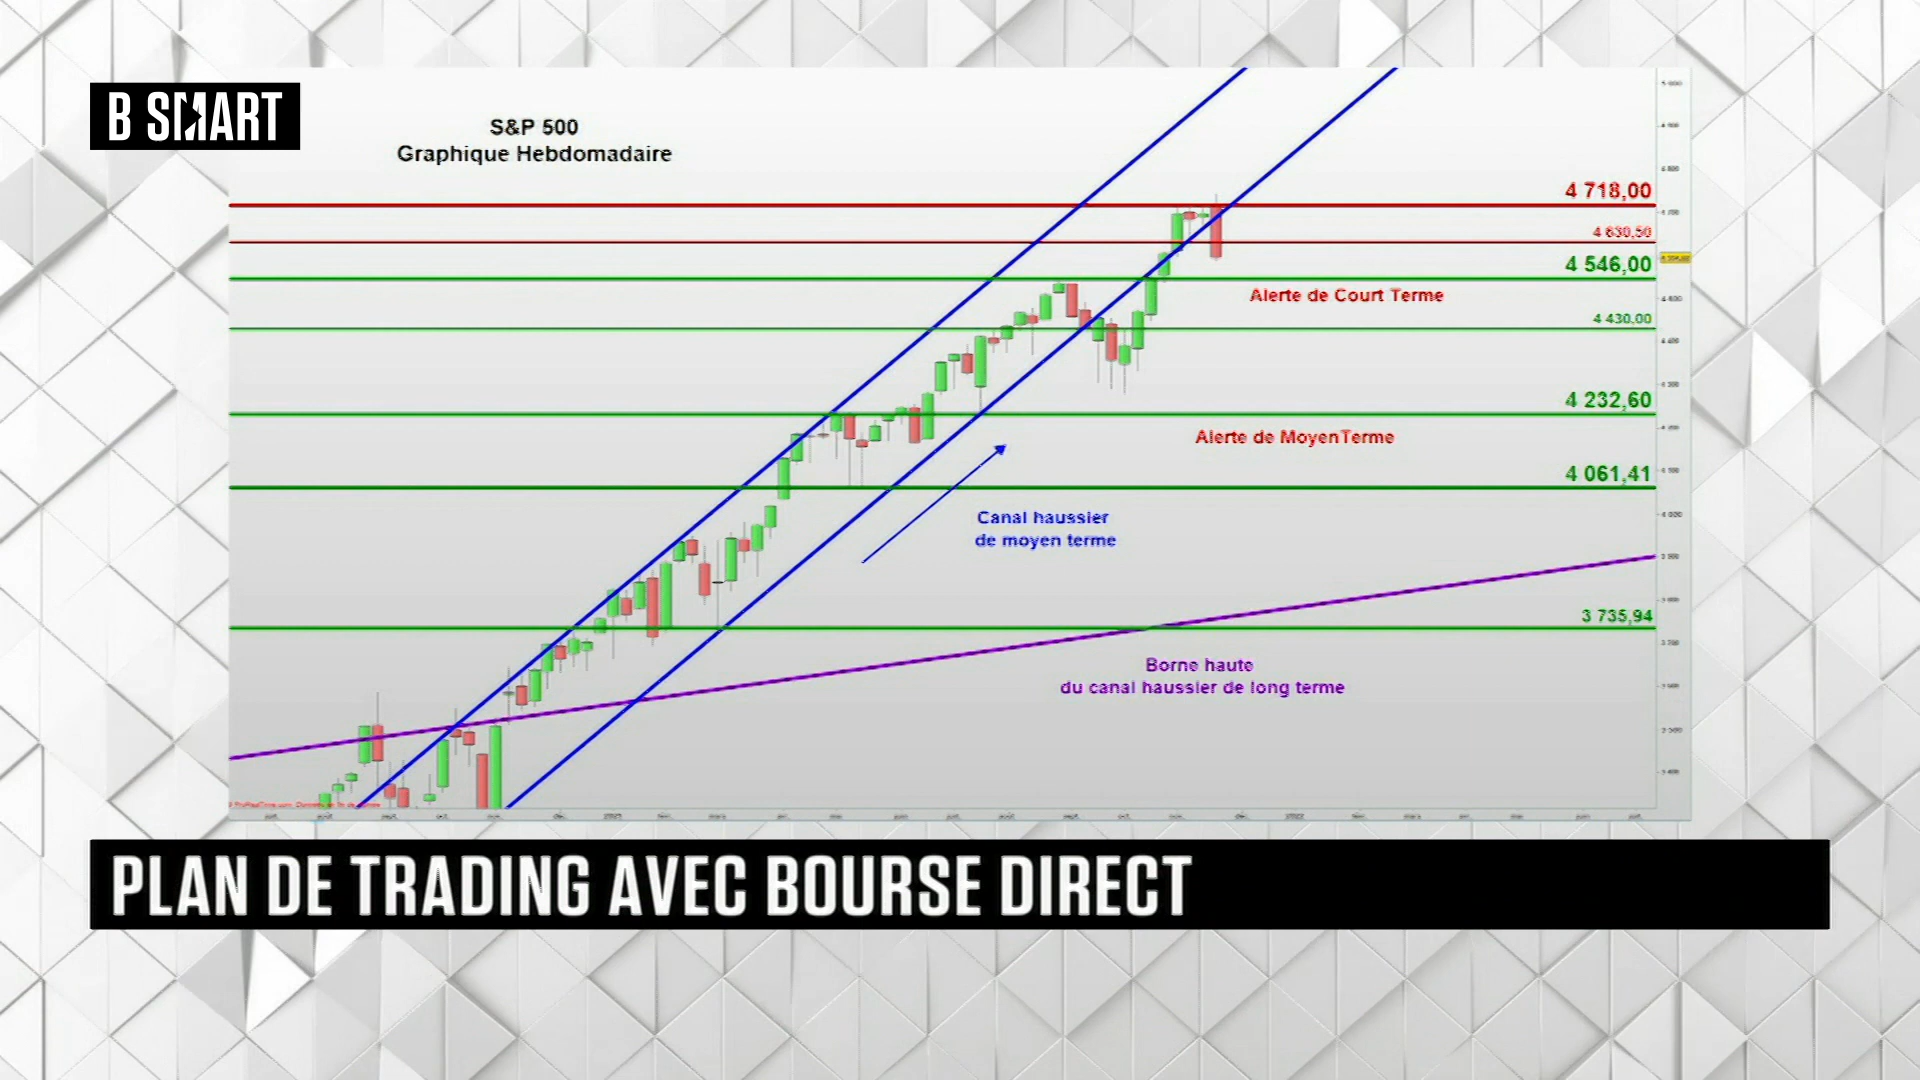 B SMART
S&P 500
Graphique Hebdomadaire
4 718,00
4 630,50
4 546,00
Alerte de Court Terme
4 430,00
4 232,60
Alerte de MoyenTerme
4 061,41
Canal haussier
de moyen terme
3 735,94
Borne haute
du canal haussier de long terme
PLAN DE TRADING AVEC BOURSE DIRECT